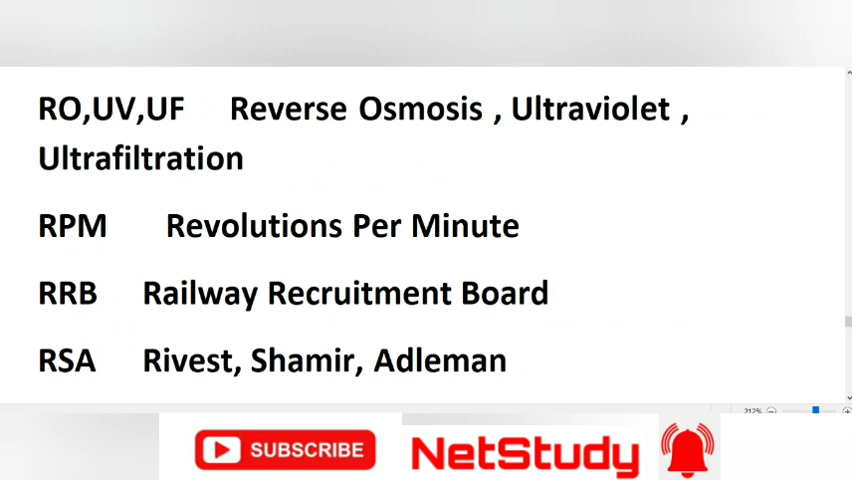 RO,UV,UF Reverse Osmosis , Ultraviolet ,
Ultrafiltration
RPM Revolutions Per Minute
RRB Railway Recruitment Board
RSA Rivest, Shamir, Adleman
212%
SUBSCRIBE
NetStudy